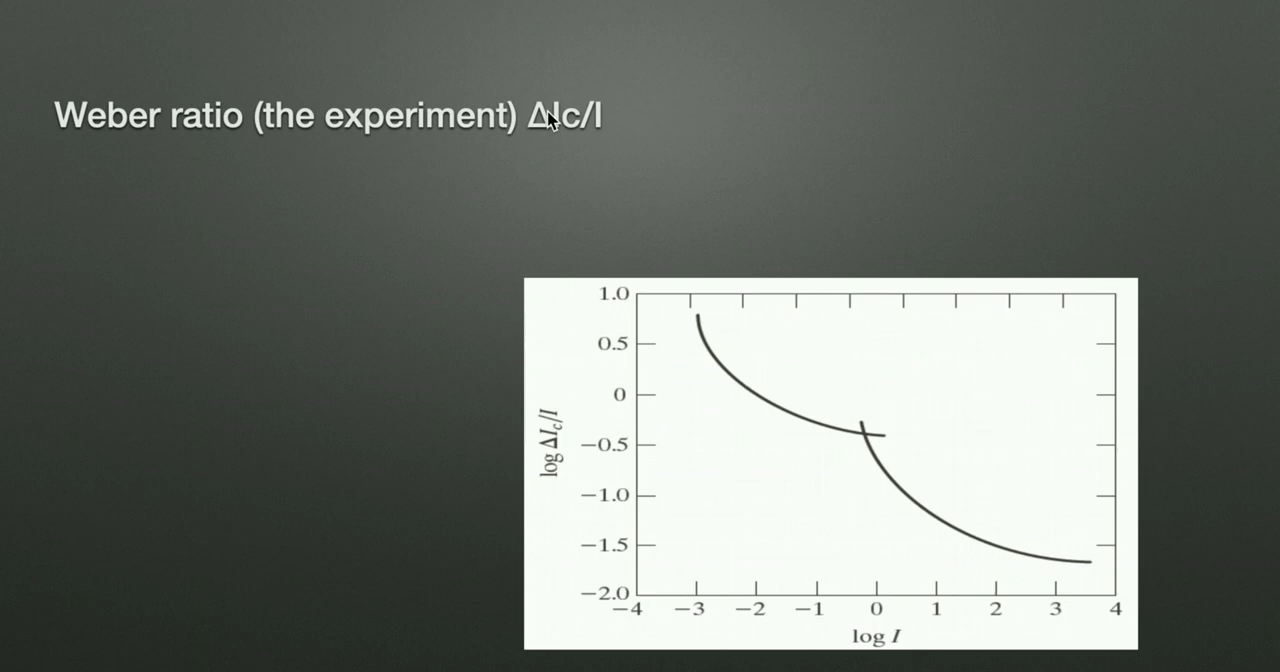 Weber ratio (the experiment) ΔIc/I
1.0
0.5
0
−0.5
−1.0
−1.5
−2.0
log ΔIc/I
−4 −3 −2 −1 0 1 2 3 4
log I